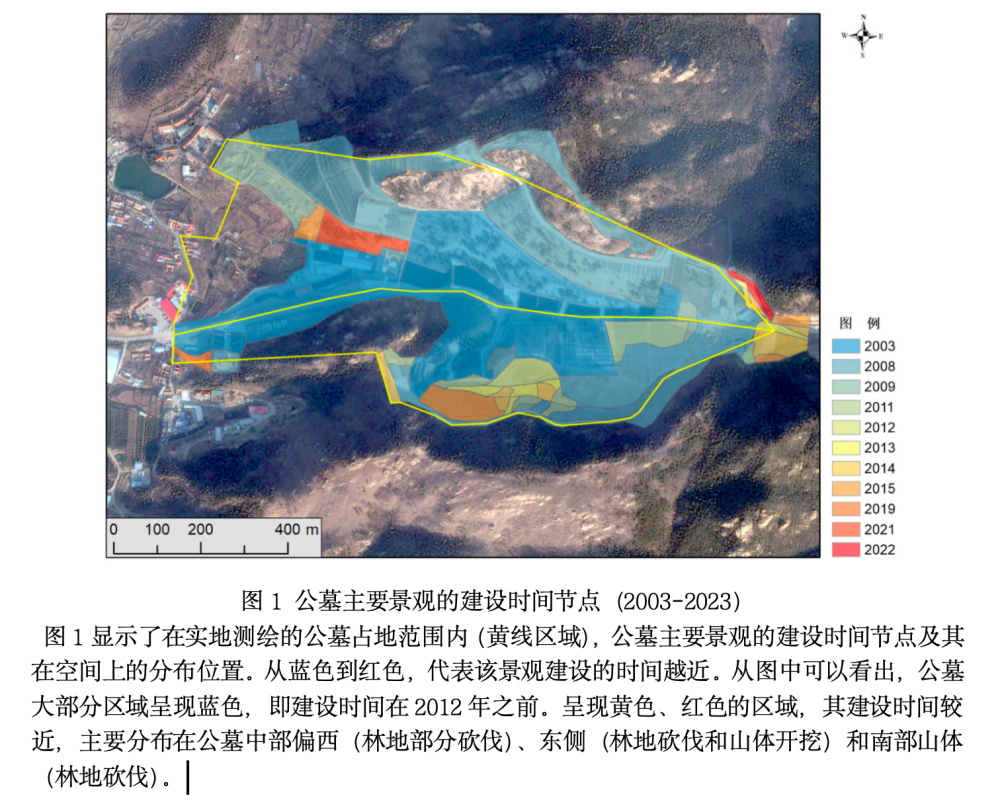 N
W E
S
图 例
2003
2008
2009
2011
2012
2013
2014
2015
2019
2021
2022
0 100 200 400 m
图 1 公墓主要景观的建设时间节点 (2003-2023)
图 1 显示了在实地测绘的公墓占地范围内 (黄线区域)，公墓主要景观的建设时间节点及其
在空间上的分布位置。从蓝色到红色，代表该景观建设的时间越近。从图中可以看出，公墓
大部分区域呈现蓝色，即建设时间在 2012 年之前。呈现黄色、红色的区域，其建设时间较
近，主要分布在公墓中部偏西（林地部分砍伐）、东侧（林地砍伐和山体开挖）和南部山体
（林地砍伐）。